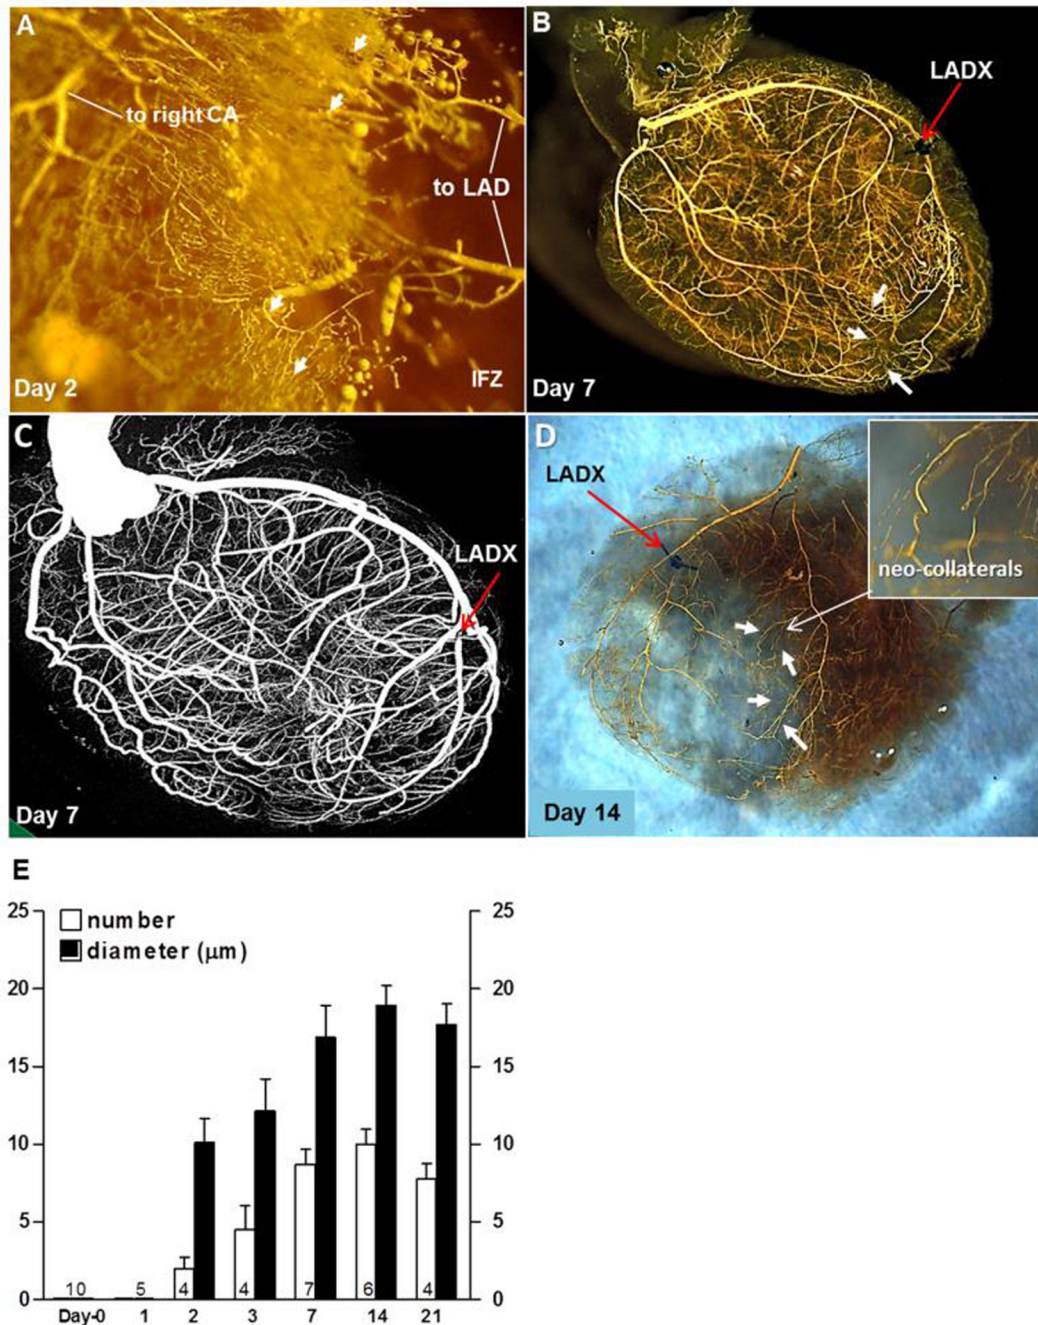 A
to right CA
to LAD
IFZ
Day 2
B
LADX
Day 7
C
LADX
Day 7
D
LADX
neo-collaterals
Day 14
E
number
diameter (μm)
25 25
20 20
15 15
10 10
5 5
0 0
10 5 4 4 7 6 4
Day-0 1 2 3 7 14 21